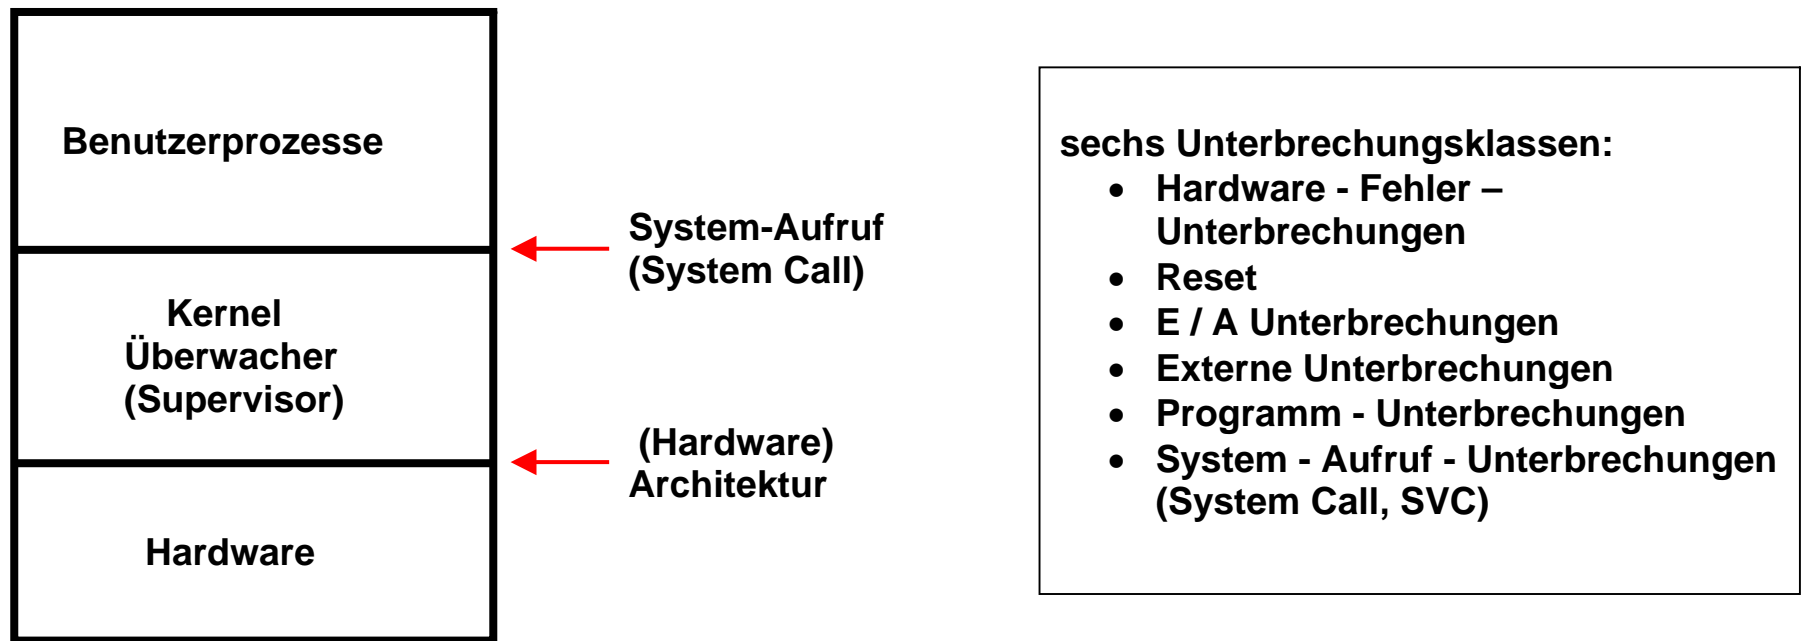 Benutzerprozesse
Kernel
Überwacher
(Supervisor)
Hardware
System-Aufruf
(System Call)
(Hardware)
Architektur
sechs Unterbrechungsklassen:
• Hardware - Fehler –
Unterbrechungen
• Reset
• E / A Unterbrechungen
• Externe Unterbrechungen
• Programm - Unterbrechungen
• System - Aufruf - Unterbrechungen
(System Call, SVC)